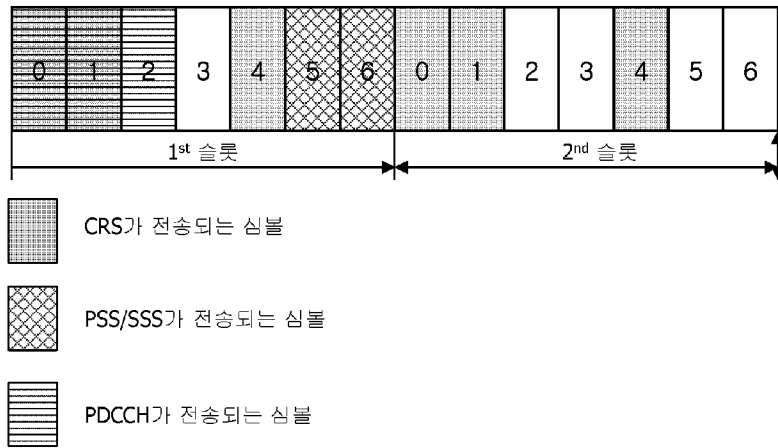 0 1 2 3 4 5 6 0 1 2 3 4 5 6
1st 슬롯 2nd 슬롯
CRS가 전송되는 심볼
PSS/SSS가 전송되는 심볼
PDCCH가 전송되는 심볼